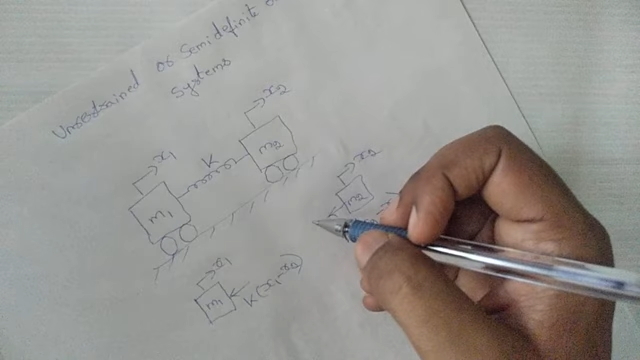 Unrestrained or Semidefinite
Systems
x1
K
x2
m1
m2
x1
m1
K(x1-x2)
x2
m2